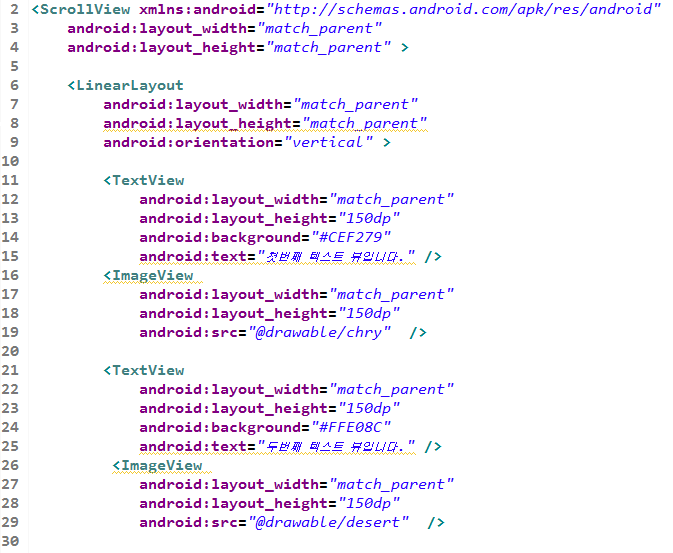 2 <ScrollView xmlns:android="http://schemas.android.com/apk/res/android"
3 android:layout_width="match_parent"
4 android:layout_height="match_parent" >
5
6 <LinearLayout
7 android:layout_width="match_parent"
8 android:layout_height="match_parent"
9 android:orientation="vertical" >
10
11 <TextView
12 android:layout_width="match_parent"
13 android:layout_height="150dp"
14 android:background="#CEF279"
15 android:text="첫번째 텍스트 뷰입니다." />
16 <ImageView
17 android:layout_width="match_parent"
18 android:layout_height="150dp"
19 android:src="@drawable/chry" />
20
21 <TextView
22 android:layout_width="match_parent"
23 android:layout_height="150dp"
24 android:background="#FFE08C"
25 android:text="두번째 텍스트 뷰입니다." />
26 <ImageView
27 android:layout_width="match_parent"
28 android:layout_height="150dp"
29 android:src="@drawable/desert" />
30